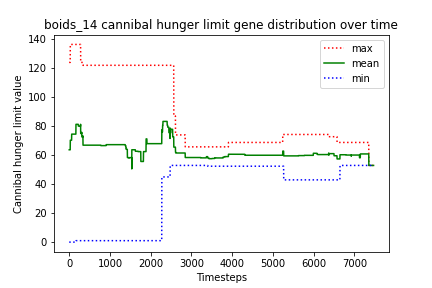 boids_14 cannibal hunger limit gene distribution over time
Cannibal hunger limit value
140
120
100
80
60
40
20
0
max
mean
min
0
1000
2000
3000
4000
5000
6000
7000
Timesteps